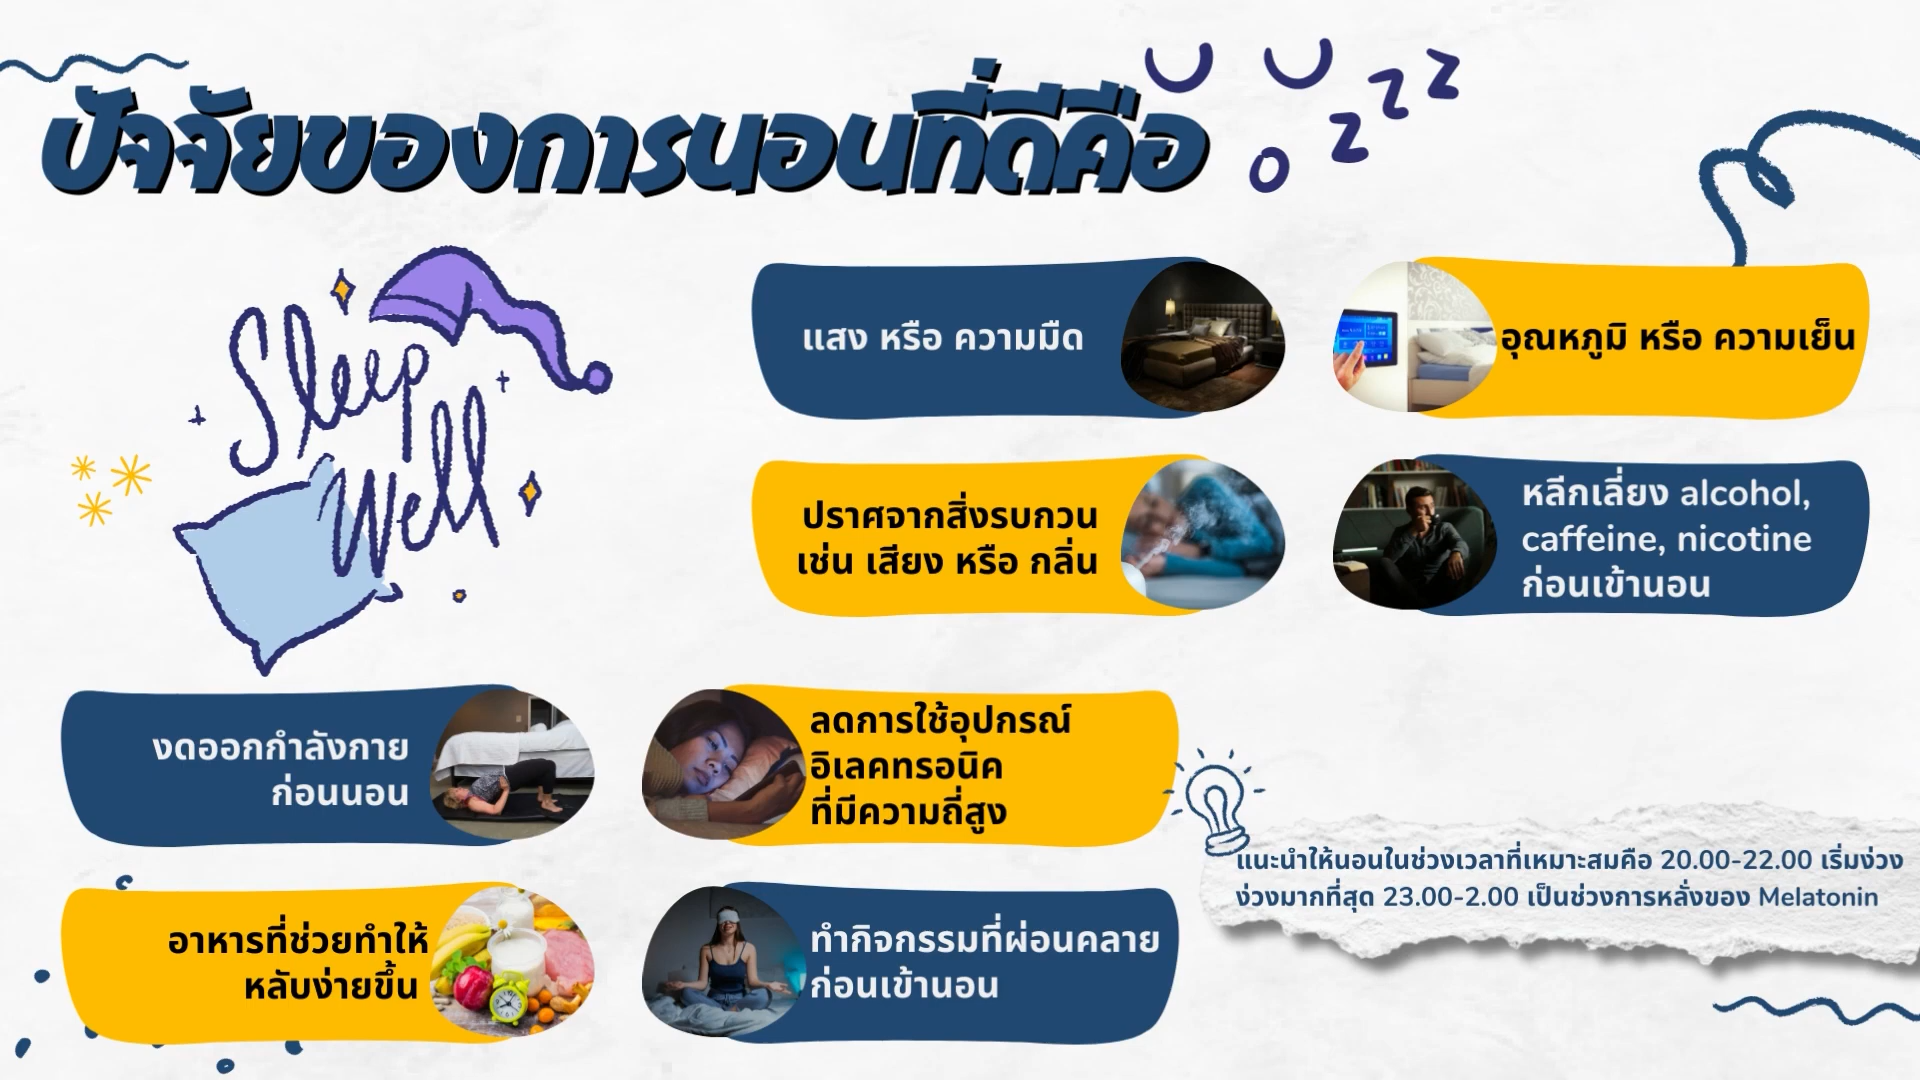 ปัจจัยของการนอนที่ดีคือ
Sleep
Well
แสง หรือ ความมืด
อุณหภูมิ หรือ ความเย็น
ปราศจากสิ่งรบกวน
เช่น เสียง หรือ กลิ่น
หลีกเลี่ยง alcohol,
caffeine, nicotine
ก่อนเข้านอน
งดออกกำลังกาย
ก่อนนอน
ลดการใช้อุปกรณ์
อิเลคทรอนิค
ที่มีความถี่สูง
อาหารที่ช่วยทำให้
หลับง่ายขึ้น
ทำกิจกรรมที่ผ่อนคลาย
ก่อนเข้านอน
แนะนำให้นอนในช่วงเวลาที่เหมาะสมคือ 20.00-22.00 เริ่มง่วง
ง่วงมากที่สุด 23.00-2.00 เป็นช่วงการหลั่งของ Melatonin